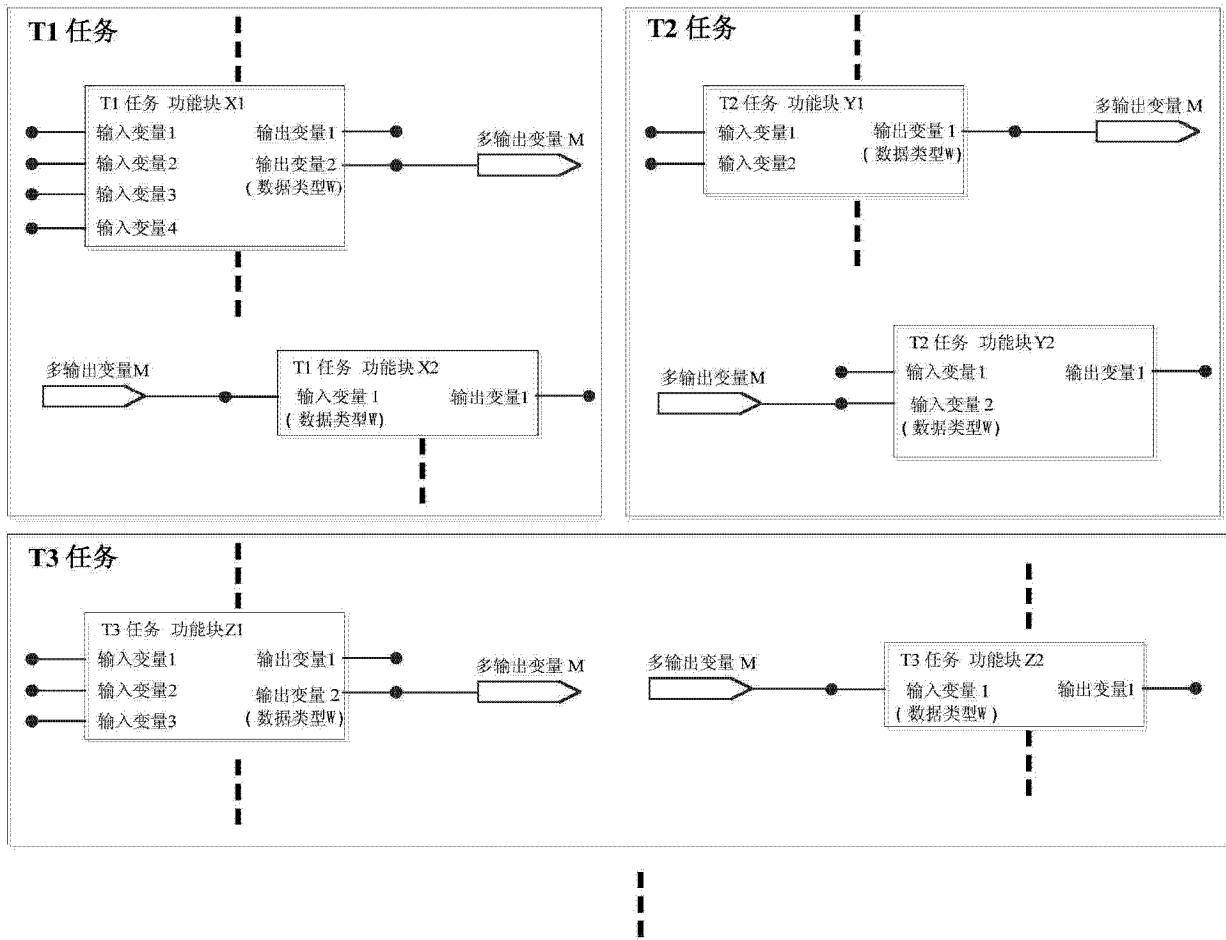 T1 任务
T1 任务 功能块 X1
输入变量1
输出变量1
多输出变量 M
输入变量2
输出变量2
( 数据类型W)
输入变量3
输入变量4
多输出变量M
T1 任务 功能块X2
输入变量 1
输出变量1
( 数据类型W)
T2 任务
T2 任务 功能块 Y1
多输出变量 M
输入变量1
输出变量 1
( 数据类型W)
输入变量2
T2 任务 功能块Y2
多输出变量M
输入变量1
输出变量1
输入变量 2
( 数据类型W)
T3 任务
T3 任务 功能块Z1
输入变量1
输出变量1
多输出变量 M
输入变量2
输出变量 2
( 数据类型W)
输入变量3
多输出变量 M
T3 任务 功能块 Z2
输入变量 1
输出变量1
( 数据类型W )